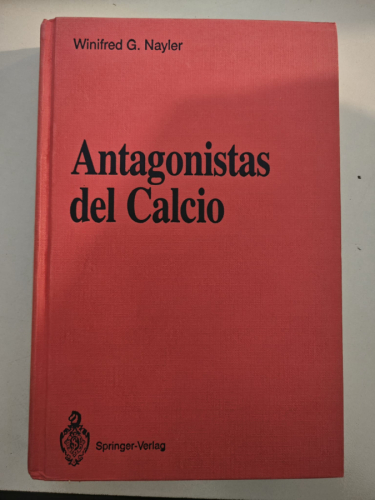 Winifred G. Nayler
Antagonistas
del Calcio
Springer-Verlag